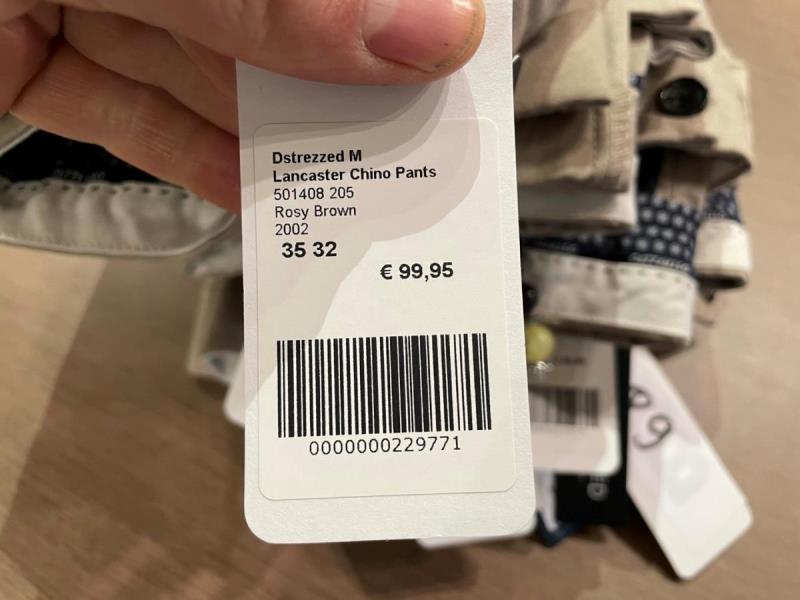 Dstrezzed M
Lancaster Chino Pants
501408 205
Rosy Brown
2002
35 32
€ 99,95
0000000229771